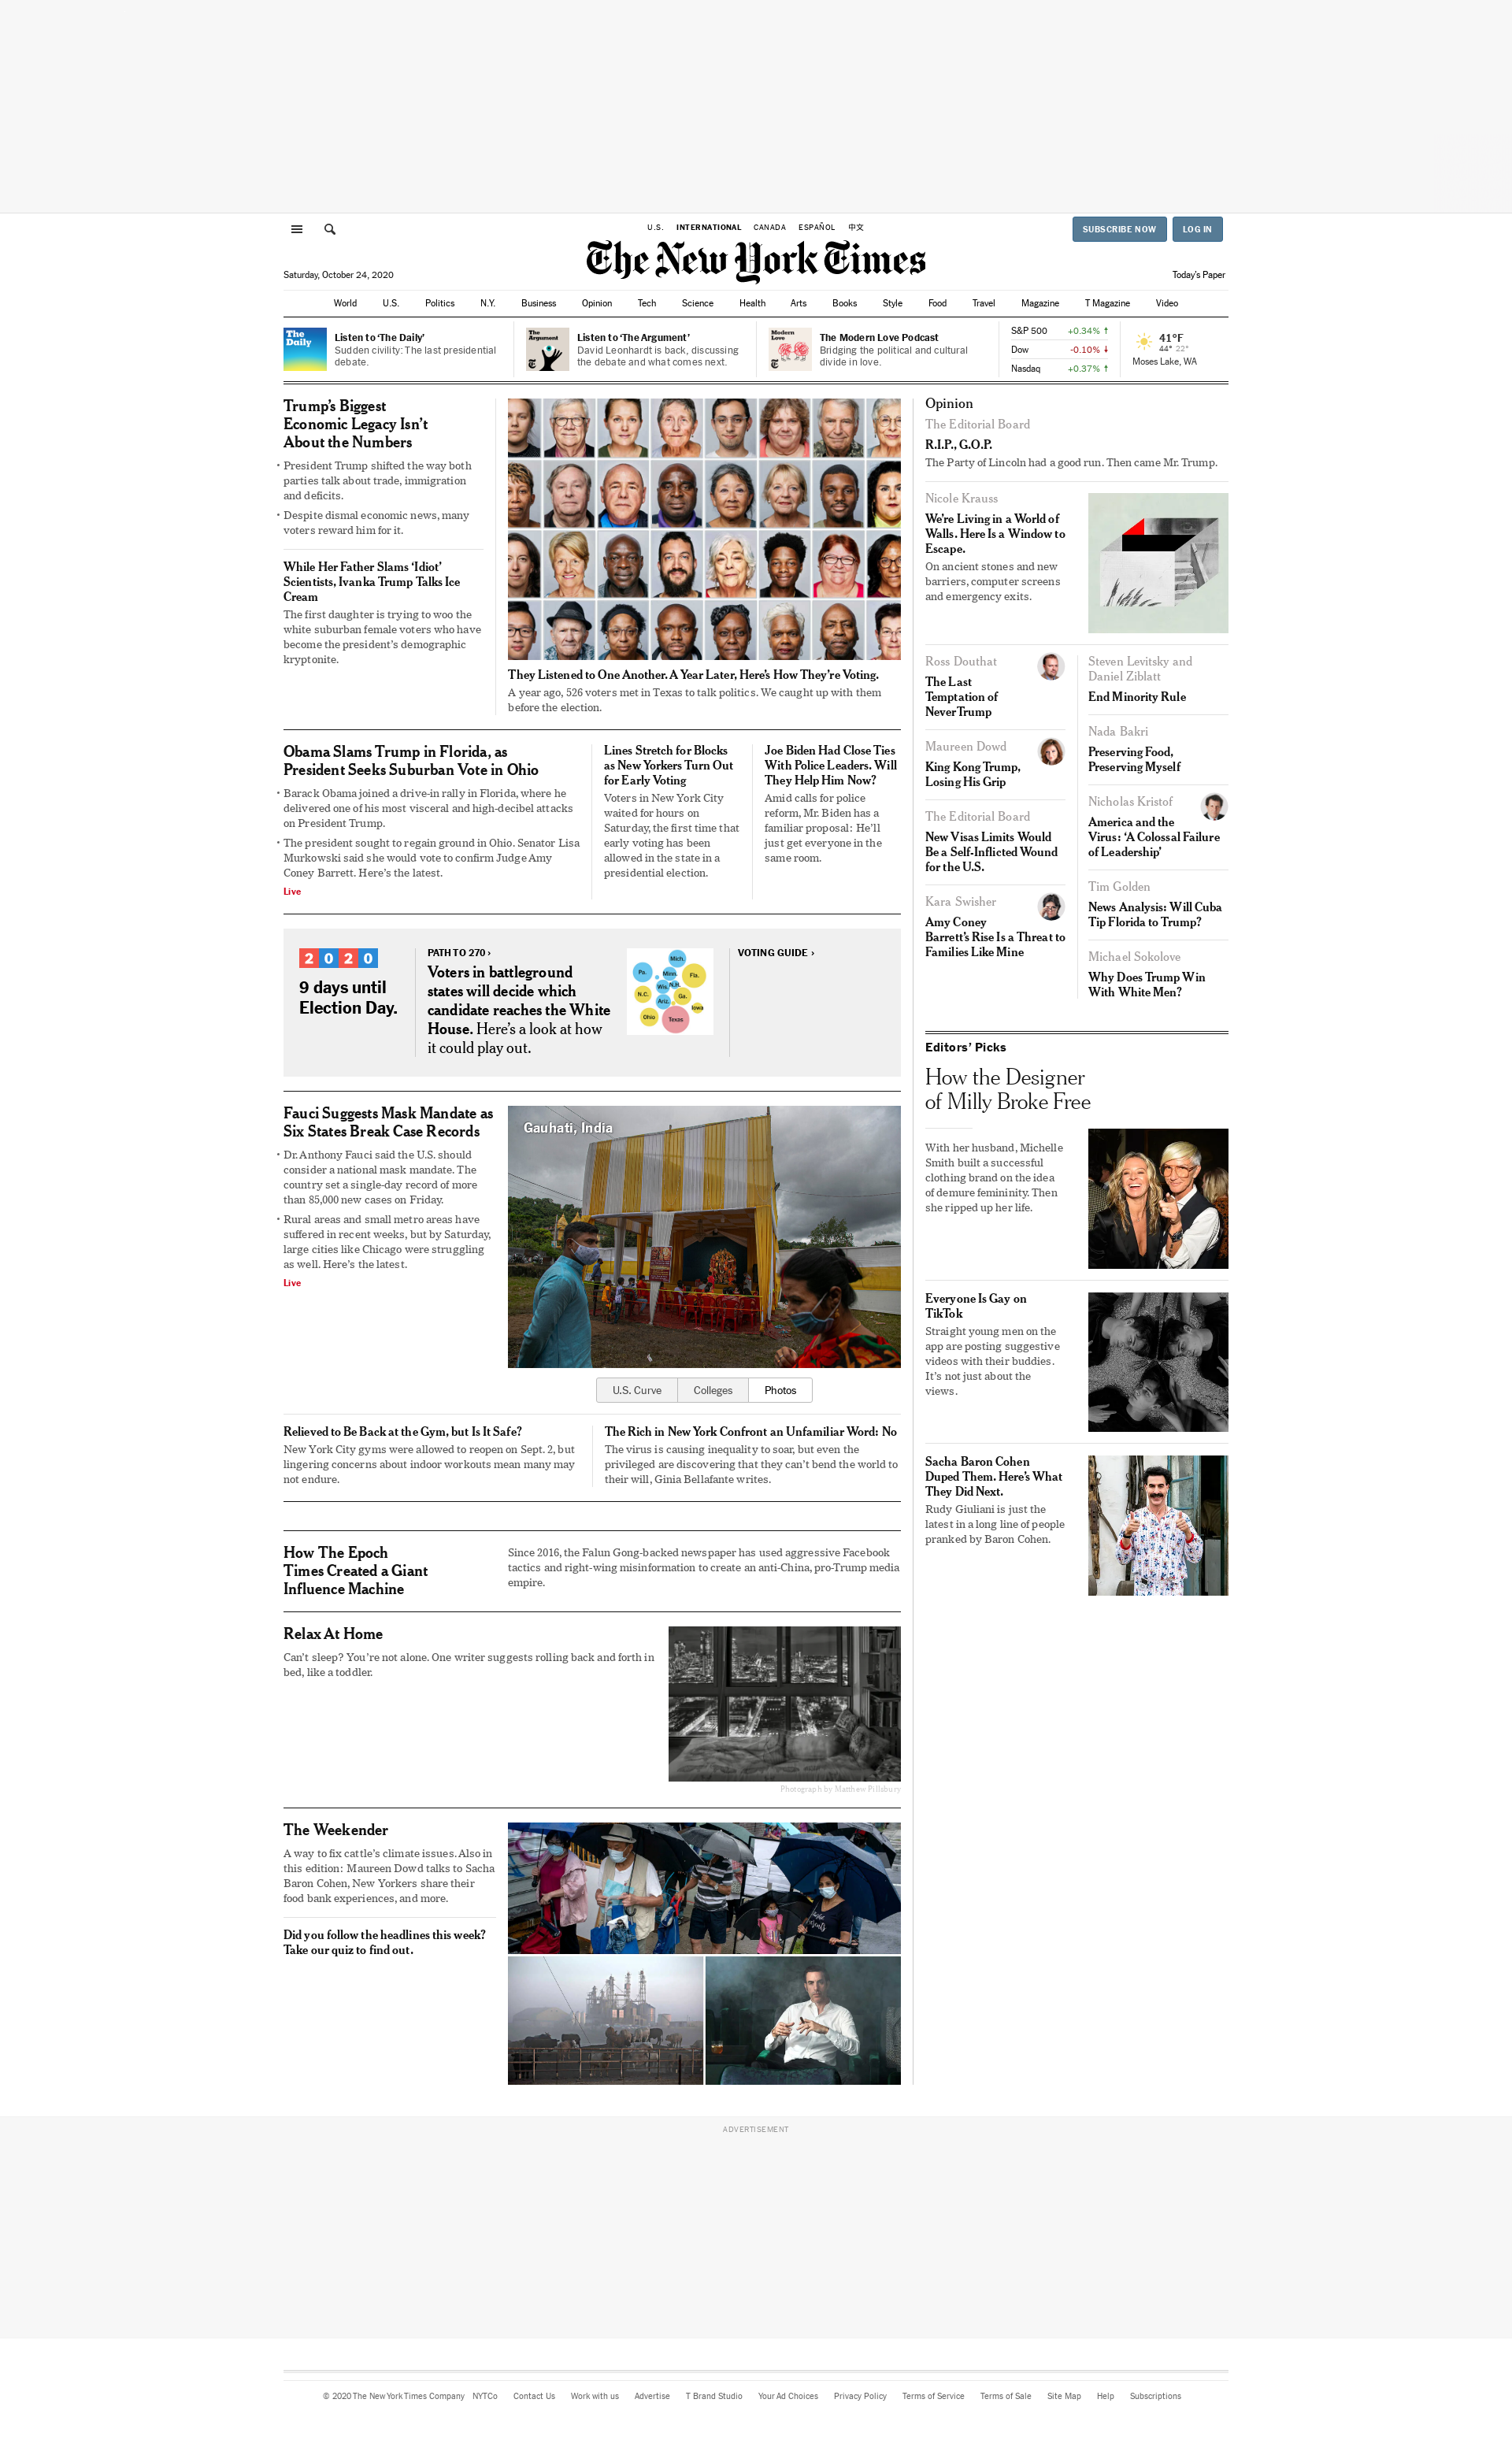 U.S. INTERNATIONAL CANADA ESPAÑOL 中文
SUBSCRIBE NOW LOG IN
The New York Times
Saturday, October 24, 2020
Today's Paper
World U.S. Politics N.Y. Business Opinion Tech Science Health Arts Books Style Food Travel Magazine T Magazine Video
The Daily
Listen to ‘The Daily’
Sudden civility: The last presidential
debate.
The Argument
Listen to ‘The Argument’
David Leonhardt is back, discussing
the debate and what comes next.
Modern Love
The Modern Love Podcast
Bridging the political and cultural
divide in love.
S&P 500 +0.34% ↑
Dow -0.10% ↓
Nasdaq +0.37% ↑
41°F
44° 22°
Moses Lake, WA
Trump’s Biggest
Economic Legacy Isn’t
About the Numbers
• President Trump shifted the way both
parties talk about trade, immigration
and deficits.
• Despite dismal economic news, many
voters reward him for it.
While Her Father Slams ‘Idiot’
Scientists, Ivanka Trump Talks Ice
Cream
The first daughter is trying to woo the
white suburban female voters who have
become the president’s demographic
kryptonite.
They Listened to One Another. A Year Later, Here’s How They’re Voting.
A year ago, 526 voters met in Texas to talk politics. We caught up with them
before the election.
Obama Slams Trump in Florida, as
President Seeks Suburban Vote in Ohio
• Barack Obama joined a drive-in rally in Florida, where he
delivered one of his most visceral and high-decibel attacks
on President Trump.
• The president sought to regain ground in Ohio. Senator Lisa
Murkowski said she would vote to confirm Judge Amy
Coney Barrett. Here’s the latest.
Live
Lines Stretch for Blocks
as New Yorkers Turn Out
for Early Voting
Voters in New York City
waited for hours on
Saturday, the first time that
early voting has been
allowed in the state in a
presidential election.
Joe Biden Had Close Ties
With Police Leaders. Will
They Help Him Now?
Amid calls for police
reform, Mr. Biden has a
familiar proposal: He’ll
just get everyone in the
same room.
2020
9 days until
Election Day.
PATH TO 270 ›
Voters in battleground
states will decide which
candidate reaches the White
House. Here’s a look at how
it could play out.
Mich.
Pa. Minn. Fla.
Wis. N.H.
N.C. Ga.
Ariz.
Iowa
Ohio Texas
VOTING GUIDE ›
Fauci Suggests Mask Mandate as
Six States Break Case Records
• Dr. Anthony Fauci said the U.S. should
consider a national mask mandate. The
country set a single-day record of more
than 85,000 new cases on Friday.
• Rural areas and small metro areas have
suffered in recent weeks, but by Saturday,
large cities like Chicago were struggling
as well. Here’s the latest.
Live
Gauhati, India
U.S. Curve Colleges Photos
Relieved to Be Back at the Gym, but Is It Safe?
New York City gyms were allowed to reopen on Sept. 2, but
lingering concerns about indoor workouts mean many may
not endure.
The Rich in New York Confront an Unfamiliar Word: No
The virus is causing inequality to soar, but even the
privileged are discovering that they can’t bend the world to
their will, Ginia Bellafante writes.
How The Epoch
Times Created a Giant
Influence Machine
Since 2016, the Falun Gong-backed newspaper has used aggressive Facebook
tactics and right-wing misinformation to create an anti-China, pro-Trump media
empire.
Relax At Home
Can’t sleep? You’re not alone. One writer suggests rolling back and forth in
bed, like a toddler.
Photograph by Matthew Pillsbury
The Weekender
A way to fix cattle’s climate issues. Also in
this edition: Maureen Dowd talks to Sacha
Baron Cohen, New Yorkers share their
food bank experiences, and more.
Did you follow the headlines this week?
Take our quiz to find out.
Opinion
The Editorial Board
R.I.P., G.O.P.
The Party of Lincoln had a good run. Then came Mr. Trump.
Nicole Krauss
We’re Living in a World of
Walls. Here Is a Window to
Escape.
On ancient stones and new
barriers, computer screens
and emergency exits.
Ross Douthat
The Last
Temptation of
NeverTrump
Maureen Dowd
King Kong Trump,
Losing His Grip
The Editorial Board
New Visas Limits Would
Be a Self-Inflicted Wound
for the U.S.
Kara Swisher
Amy Coney
Barrett’s Rise Is a Threat to
Families Like Mine
Steven Levitsky and
Daniel Ziblatt
End Minority Rule
Nada Bakri
Preserving Food,
Preserving Myself
Nicholas Kristof
America and the
Virus: ‘A Colossal Failure
of Leadership’
Tim Golden
News Analysis: Will Cuba
Tip Florida to Trump?
Michael Sokolove
Why Does Trump Win
With White Men?
Editors’ Picks
How the Designer
of Milly Broke Free
With her husband, Michelle
Smith built a successful
clothing brand on the idea
of demure femininity. Then
she ripped up her life.
Everyone Is Gay on
TikTok
Straight young men on the
app are posting suggestive
videos with their buddies.
It’s not just about the
views.
Sacha Baron Cohen
Duped Them. Here’s What
They Did Next.
Rudy Giuliani is just the
latest in a long line of people
pranked by Baron Cohen.
ADVERTISEMENT
© 2020 The New York Times Company NYTCo Contact Us Work with us Advertise T Brand Studio Your Ad Choices Privacy Policy Terms of Service Terms of Sale Site Map Help Subscriptions